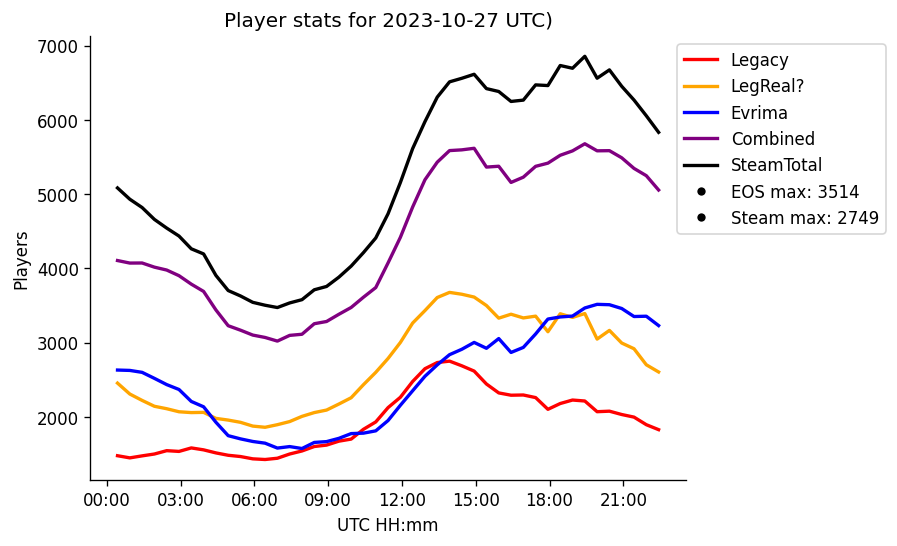 Player stats for 2023-10-27 UTC)
7000
6000
5000
4000
3000
2000
Players
00:00 03:00 06:00 09:00 12:00 15:00 18:00 21:00
UTC HH:mm
Legacy
LegReal?
Evrima
Combined
SteamTotal
EOS max: 3514
Steam max: 2749